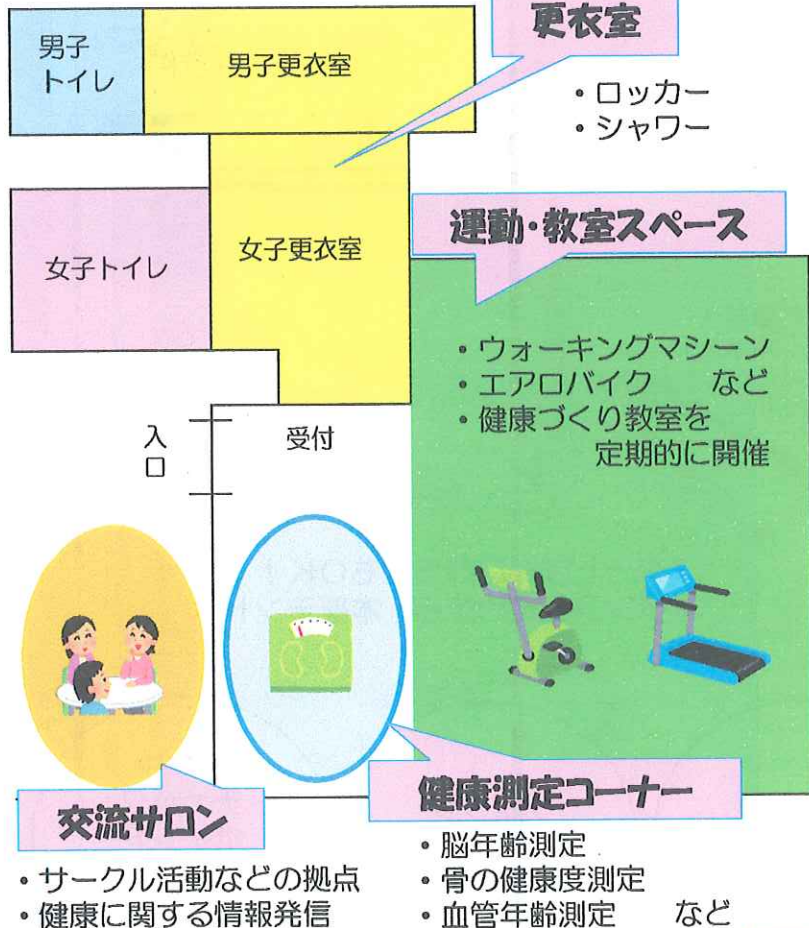 更衣室
男子
トイレ
男子更衣室
・ロッカー
・シャワー
運動・教室スペース
女子トイレ
女子更衣室
・ウォーキングマシーン
・エアロバイク　など
・健康づくり教室を
定期的に開催
入口
受付
交流サロン
・サークル活動などの拠点
・健康に関する情報発信
健康測定コーナー
・脳年齢測定
・骨の健康度測定
・血管年齢測定　など